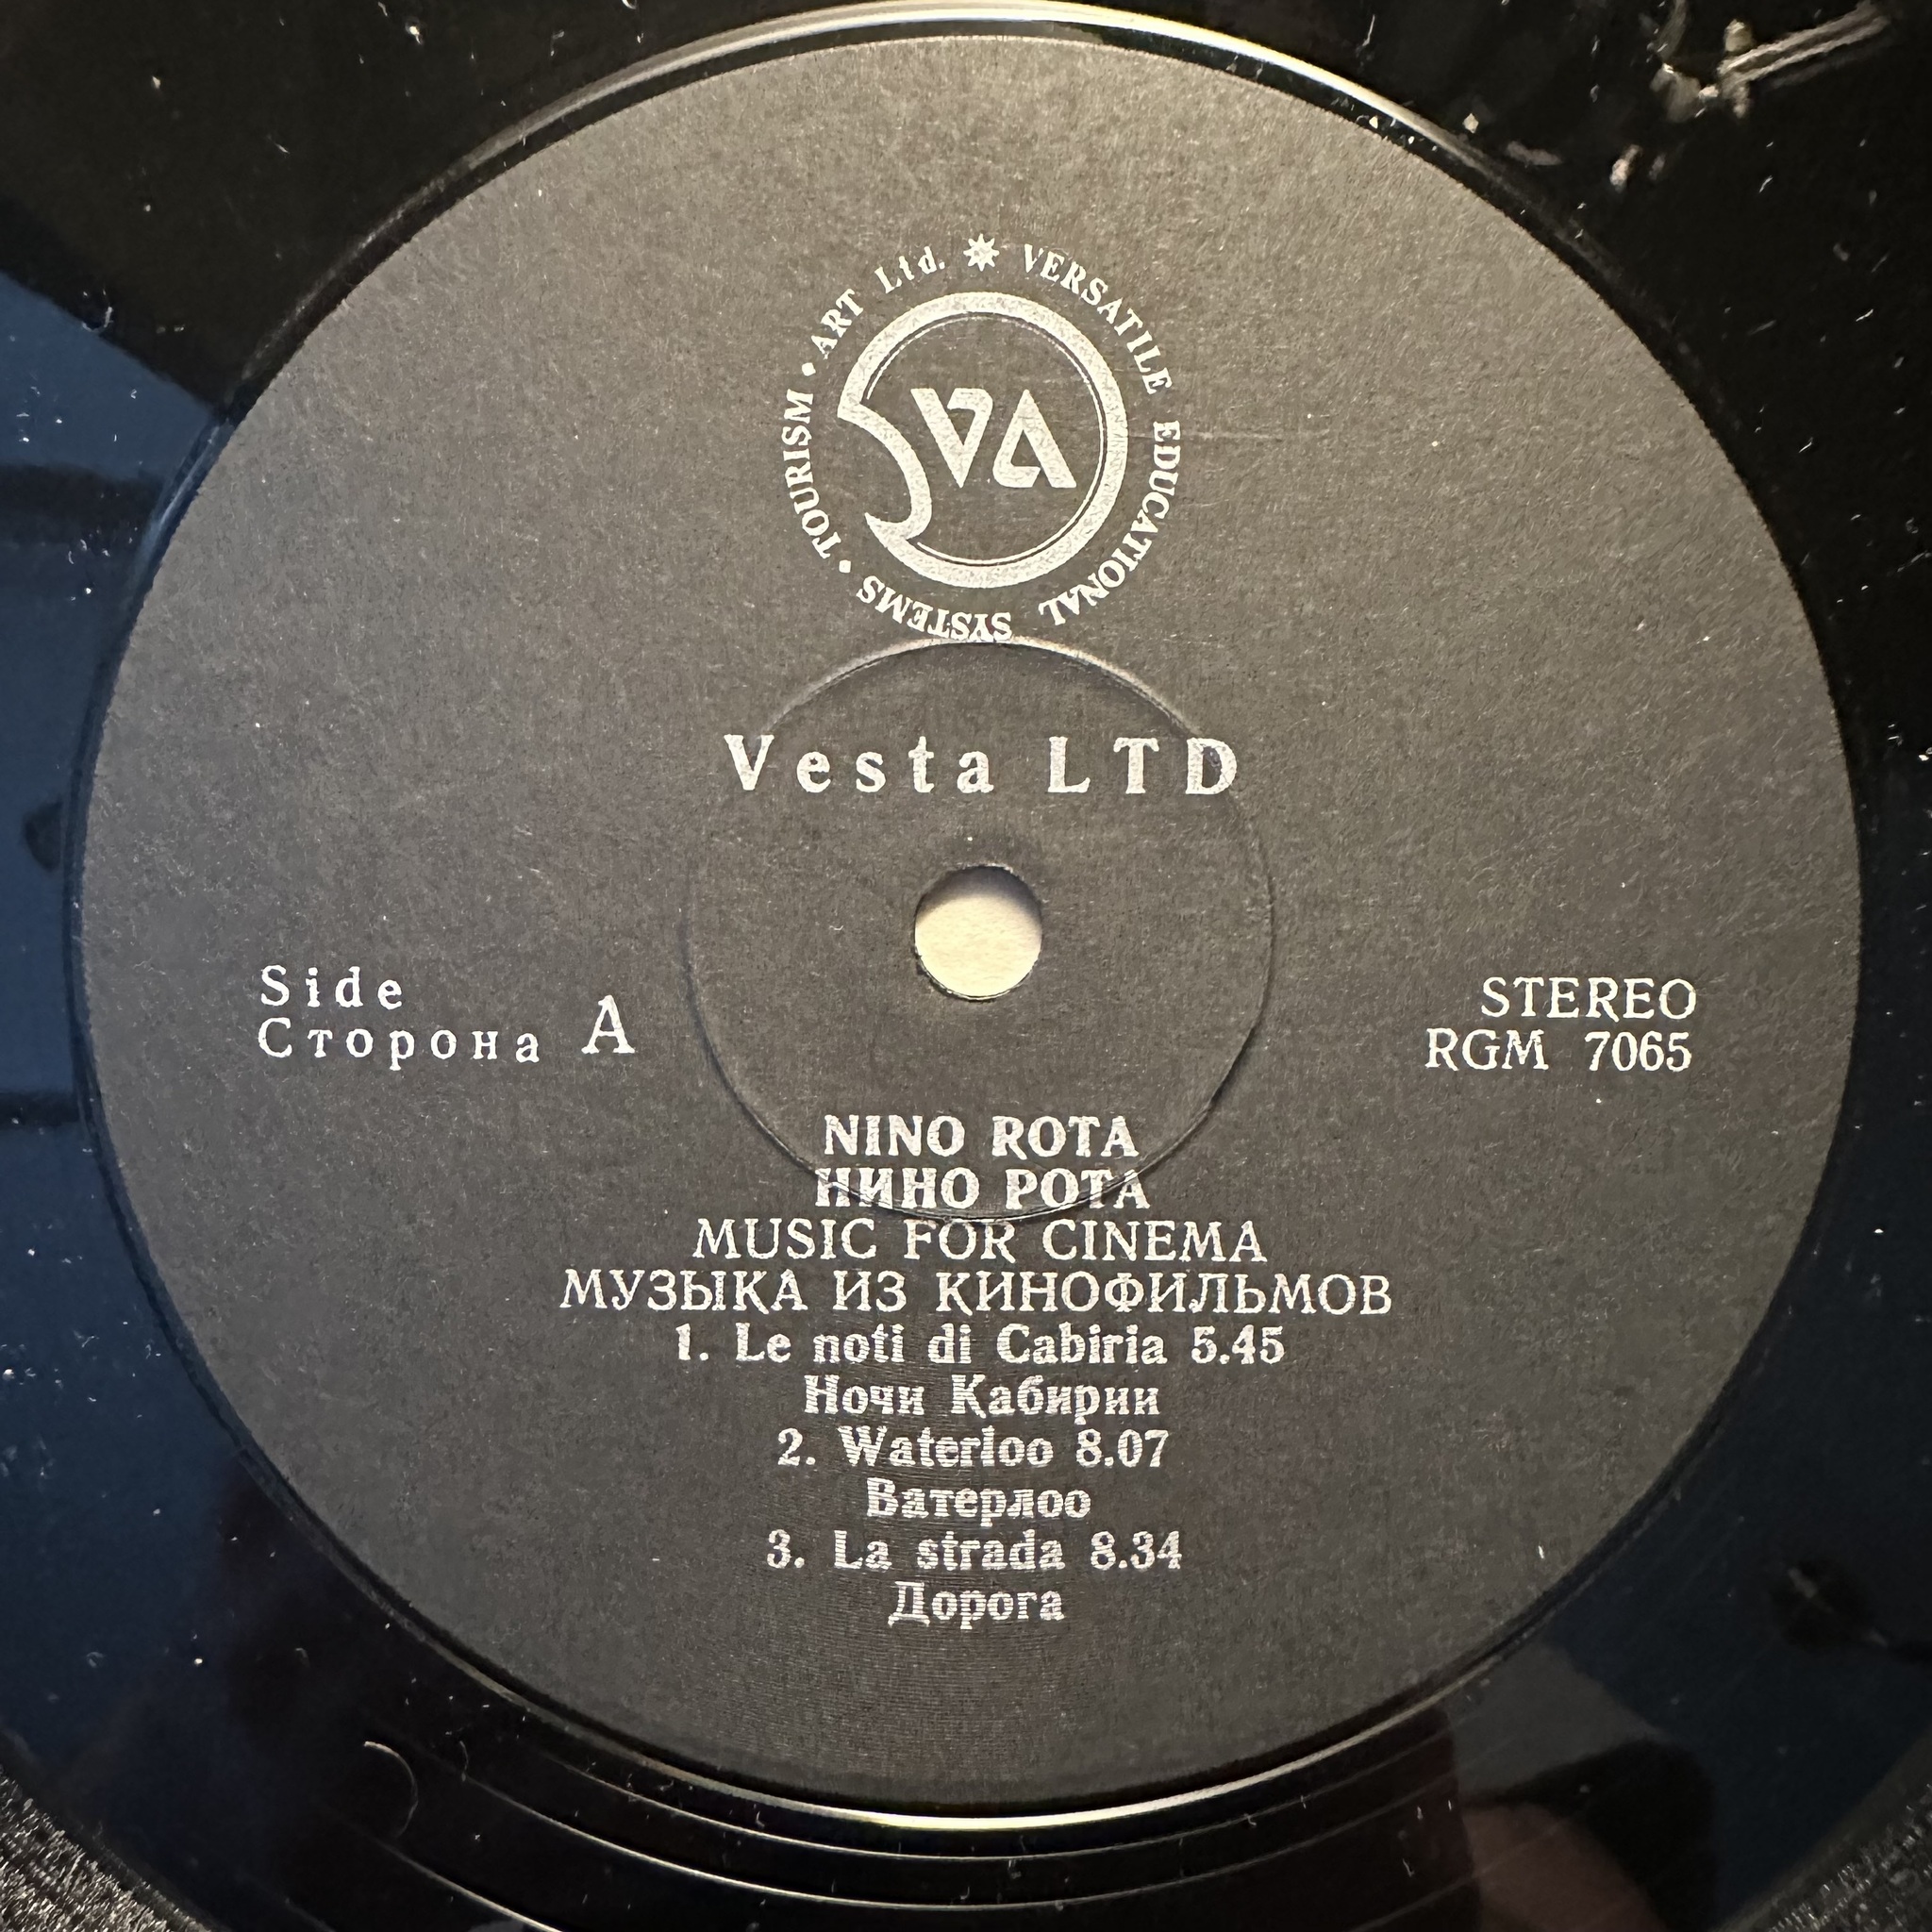 VERSATILE EDUCATIONAL SYSTEMS • TOURISM • ART Ltd.
VA
Vesta LTD
Side
Сторона A
STEREO
RGM 7065
NINO ROTA
НИНО РОТА
MUSIC FOR CINEMA
МУЗЫКА ИЗ КИНОФИЛЬМОВ
1. Le noti di Cabiria 5.45
Ночи Кабирии
2. Waterloo 8.07
Ватерлоо
3. La strada 8.34
Дорога